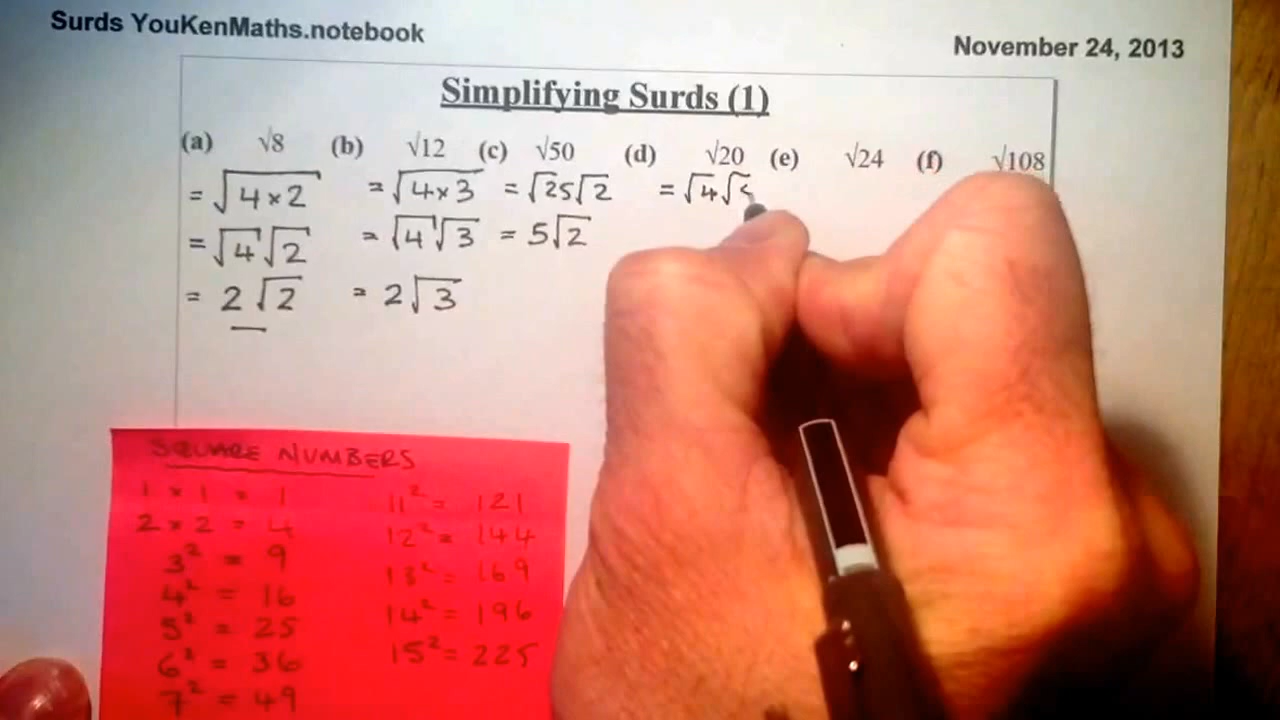 Surds YouKenMaths.notebook
November 24, 2013
Simplifying Surds (1)
(a) √8 (b) √12 (c) √50 (d) √20 (e) √24 (f) √108
= √4×2 = √4×3 = √25√2 = √4√
= √4√2 = √4√3 = 5√2
= 2√2 = 2√3
SQUARE NUMBERS
1 × 1 = 1
2 × 2 = 4
3² = 9
4² = 16
5² = 25
6² = 36
7² = 49
11² = 121
12² = 144
13² = 169
14² = 196
15² = 225